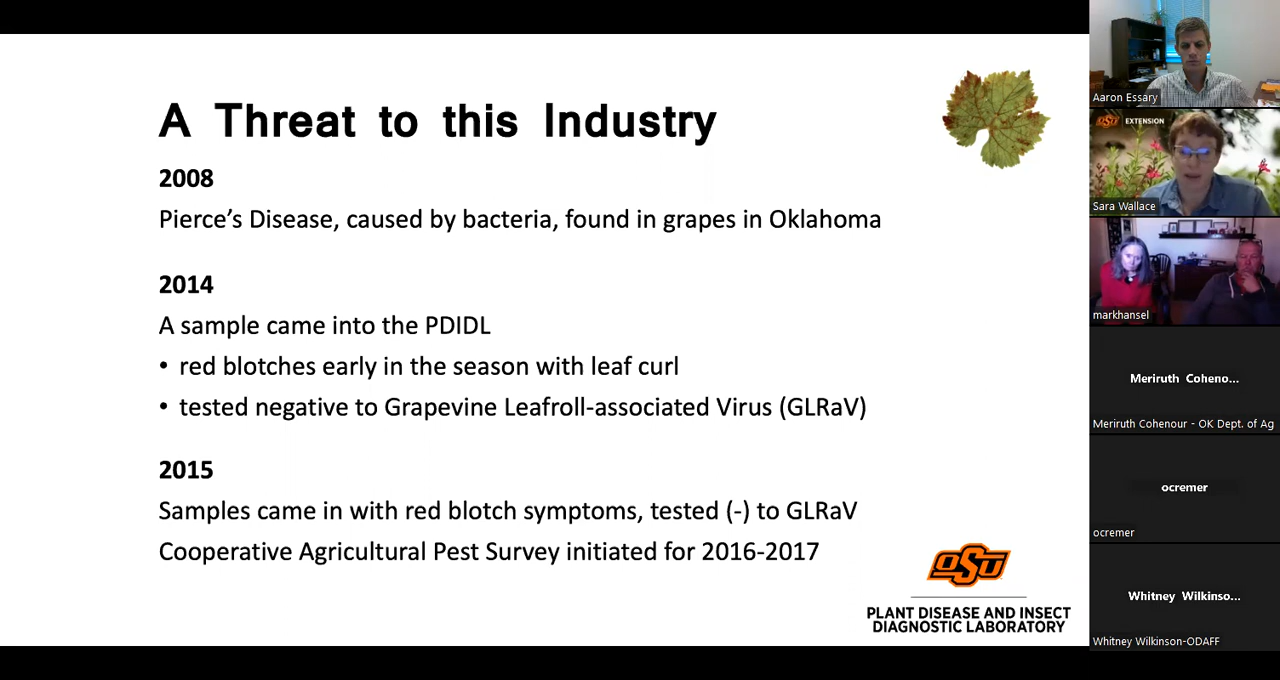 A Threat to this Industry
2008
Pierce's Disease, caused by bacteria, found in grapes in Oklahoma
2014
A sample came into the PDIDL
• red blotches early in the season with leaf curl
• tested negative to Grapevine Leafroll-associated Virus (GLRaV)
2015
Samples came in with red blotch symptoms, tested (-) to GLRaV
Cooperative Agricultural Pest Survey initiated for 2016-2017
OSU
PLANT DISEASE AND INSECT
DIAGNOSTIC LABORATORY
Aaron Essary
OSU EXTENSION
Sara Wallace
markhansel
Meriruth Coheno...
Meriruth Cohenour - OK Dept. of Ag
ocremer
ocremer
Whitney Wilkinso...
Whitney Wilkinson-ODAFF